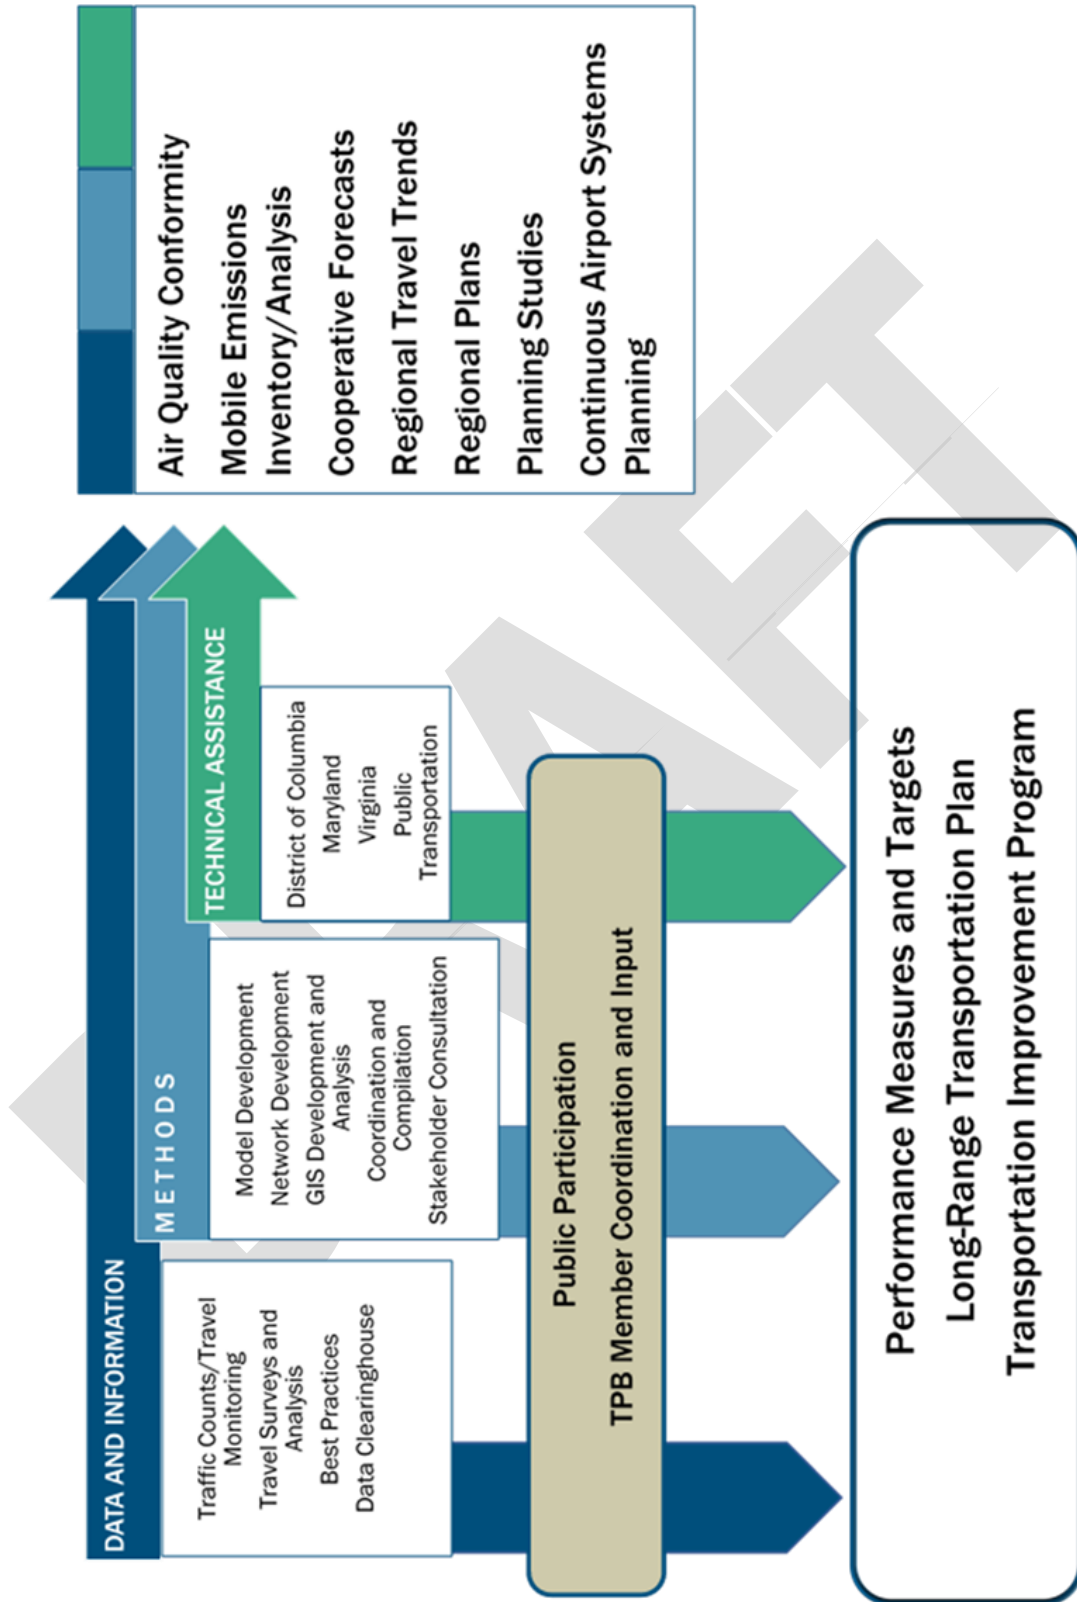 DATA AND INFORMATION
Traffic Counts/Travel
Monitoring
Travel Surveys and
Analysis
Best Practices
Data Clearinghouse
METHODS
Model Development
Network Development
GIS Development and
Analysis
Coordination and
Compilation
Stakeholder Consultation
TECHNICAL ASSISTANCE
District of Columbia
Maryland
Virginia
Public
Transportation
Air Quality Conformity
Mobile Emissions
Inventory/Analysis
Cooperative Forecasts
Regional Travel Trends
Regional Plans
Planning Studies
Continuous Airport Systems
Planning
Public Participation
TPB Member Coordination and Input
Performance Measures and Targets
Long-Range Transportation Plan
Transportation Improvement Program
DRAFT